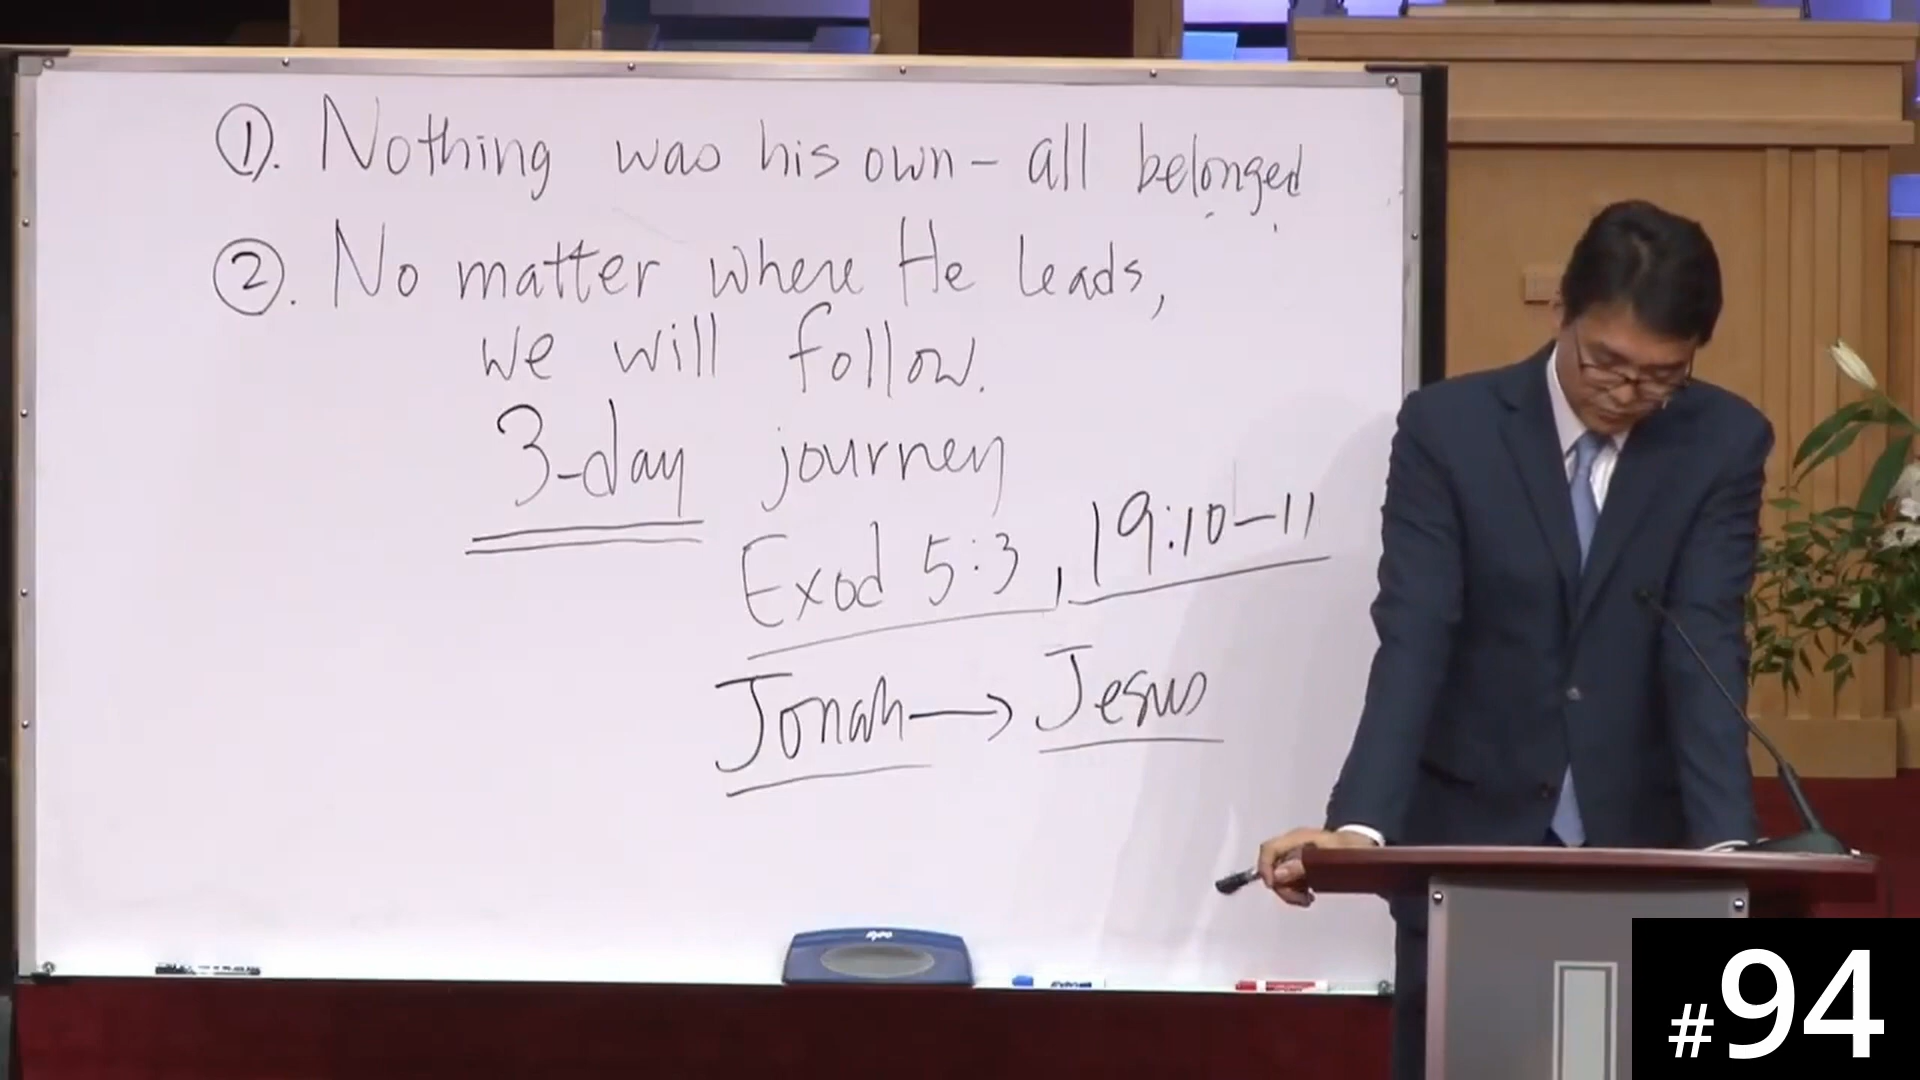 ①. Nothing was his own - all belonged
②. No matter where He leads,
we will follow.
3-day journey
Exod 5:3, 19:10-11
Jonah → Jesus
#94